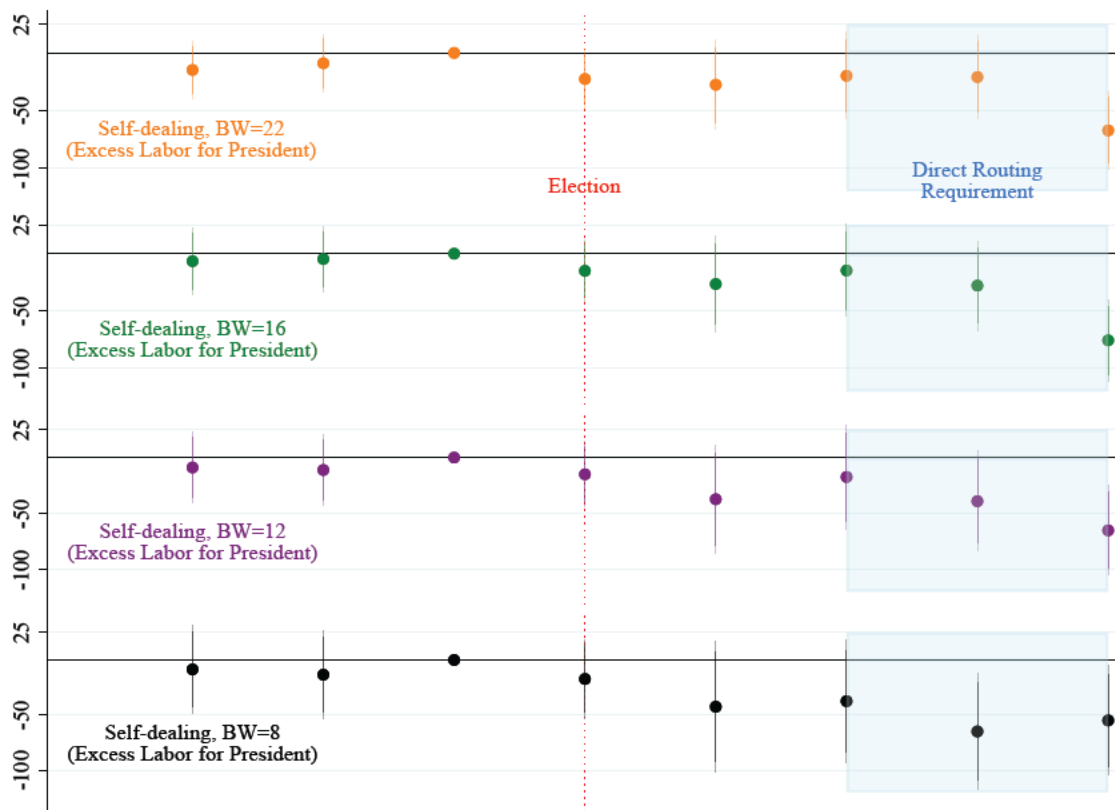 25
-50
Self-dealing, BW=22
(Excess Labor for President)
-100
Election
Direct Routing
Requirement
25
-50
Self-dealing, BW=16
(Excess Labor for President)
-100
25
-50
Self-dealing, BW=12
(Excess Labor for President)
-100
25
-50
Self-dealing, BW=8
(Excess Labor for President)
-100